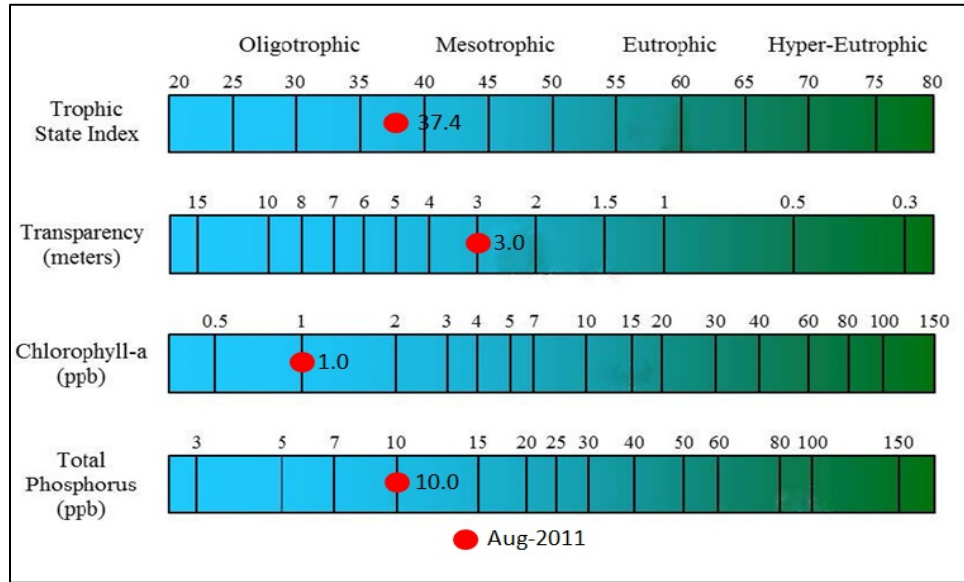 Oligotrophic Mesotrophic Eutrophic Hyper-Eutrophic
20 25 30 35 40 45 50 55 60 65 70 75 80
Trophic
State Index
37.4
15 10 8 7 6 5 4 3 2 1.5 1 0.5 0.3
Transparency
(meters)
3.0
0.5 1 2 3 4 5 7 10 15 20 30 40 60 80 100 150
Chlorophyll-a
(ppb)
1.0
3 5 7 10 15 20 25 30 40 50 60 80 100 150
Total
Phosphorus
(ppb)
10.0
Aug-2011